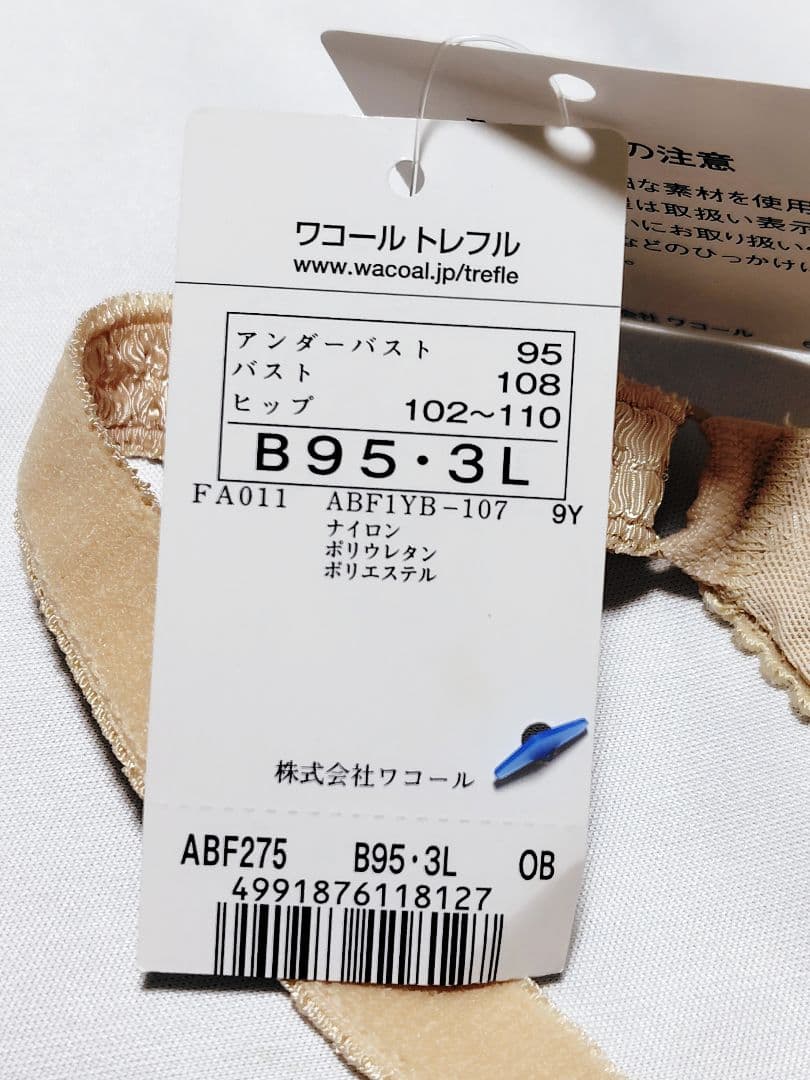 ワコール トレフル
www.wacoal.jp/trefle
アンダーバスト 95
バスト 108
ヒップ 102〜110
B95・3L
FA011 ABF1YB-107 9Y
ナイロン
ポリウレタン
ポリエステル
株式会社ワコール
ABF275 B95・3L OB
4991876118127
の注意
な素材を使用
は取扱い表示
にお取り扱い
などのひっかけ
ワコール